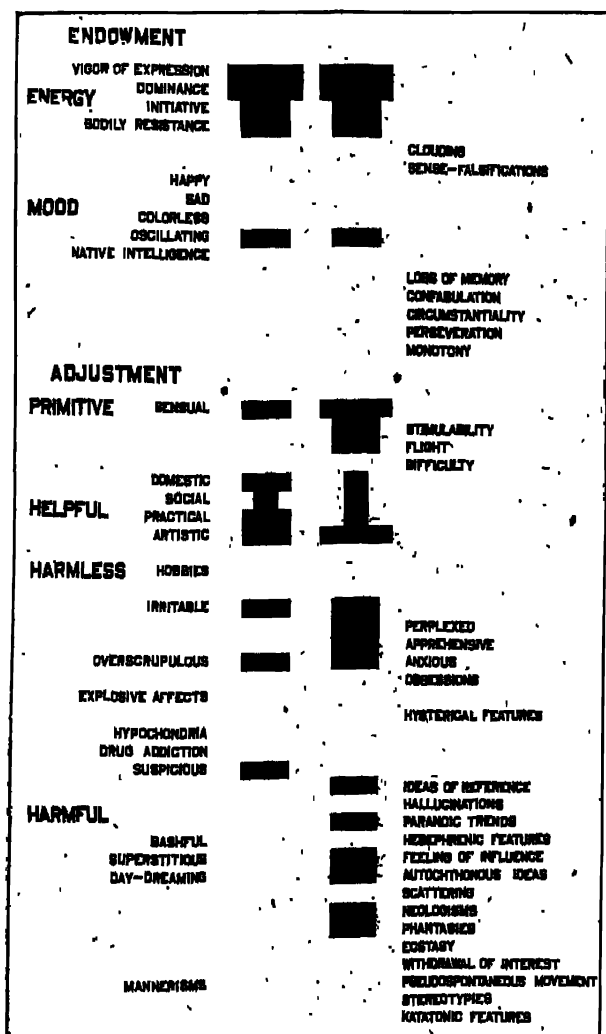 ENDOWMENT
VIGOR OF EXPRESSION
DOMINANCE
ENERGY
INITIATIVE
BODILY RESISTANCE
CLOUDING
SENSE-FALSIFICATIONS
HAPPY
SAD
MOOD
COLORLESS
OSCILLATING
NATIVE INTELLIGENCE
LOSS OF MEMORY
CONFABULATION
CIRCUMSTANTIALITY
PERSEVERATION
MONOTONY
ADJUSTMENT
PRIMITIVE SENSUAL
STIMULABILITY
FLIGHT
DIFFICULTY
DOMESTIC
SOCIAL
HELPFUL
PRACTICAL
ARTISTIC
HARMLESS HOBBIES
IRRITABLE
PERPLEXED
APPREHENSIVE
OVERSCRUPULOUS ANXIOUS
OBSESSIONS
EXPLOSIVE AFFECTS
HYSTERICAL FEATURES
HYPOCHONDRIA
DRUG ADDICTION
SUSPICIOUS
IDEAS OF REFERENCE
HALLUCINATIONS
HARMFUL PARANOIC TRENDS
BASHFUL HEBEPHRENIC FEATURES
SUPERSTITIOUS FEELING OF INFLUENCE
DAY-DREAMING AUTOCHTHONOUS IDEAS
SCATTERING
NEOLOGISMS
PHANTASIES
ECSTASY
WITHDRAWAL OF INTEREST
MANNERISMS PSEUDOSPONTANEOUS MOVEMENT
STEREOTYPIES
KATATONIC FEATURES